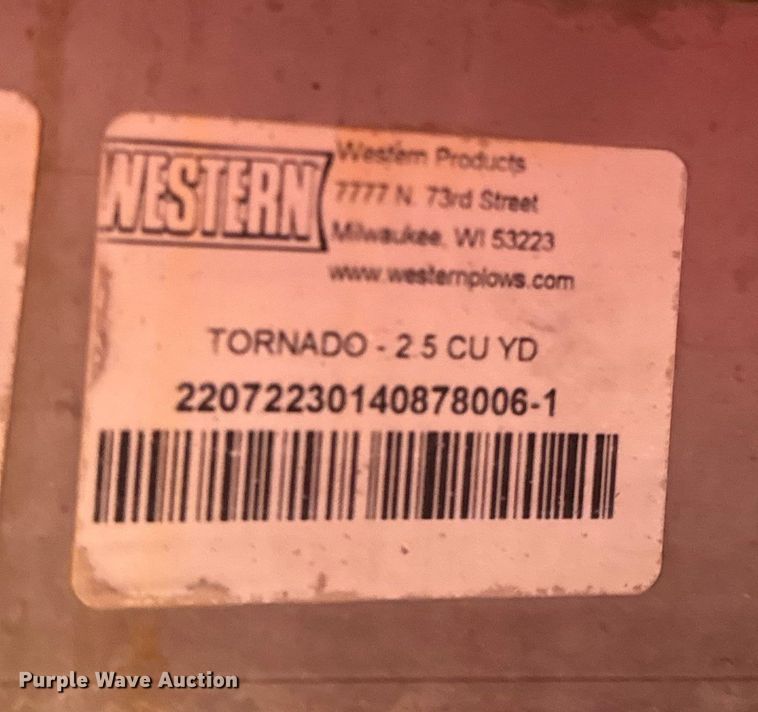 WESTERN
Western Products
7777 N. 73rd Street
Milwaukee, WI 53223
www.westernplows.com
TORNADO - 2.5 CU YD
22072230140878006-1
Purple Wave Auction